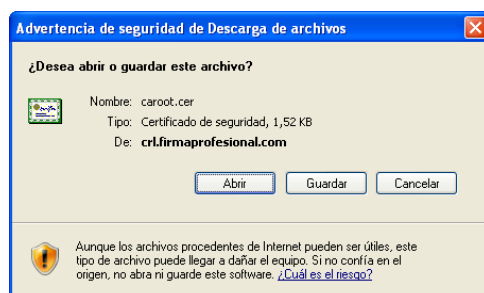 Advertencia de seguridad de Descarga de archivos
¿Desea abrir o guardar este archivo?
Nombre: caroot.cer
Tipo: Certificado de seguridad, 1,52 KB
De: crl.firmaprofesional.com
Abrir Guardar Cancelar
Aunque los archivos procedentes de Internet pueden ser útiles, este
tipo de archivo puede llegar a dañar el equipo. Si no confía en el
origen, no abra ni guarde este software. ¿Cuál es el riesgo?